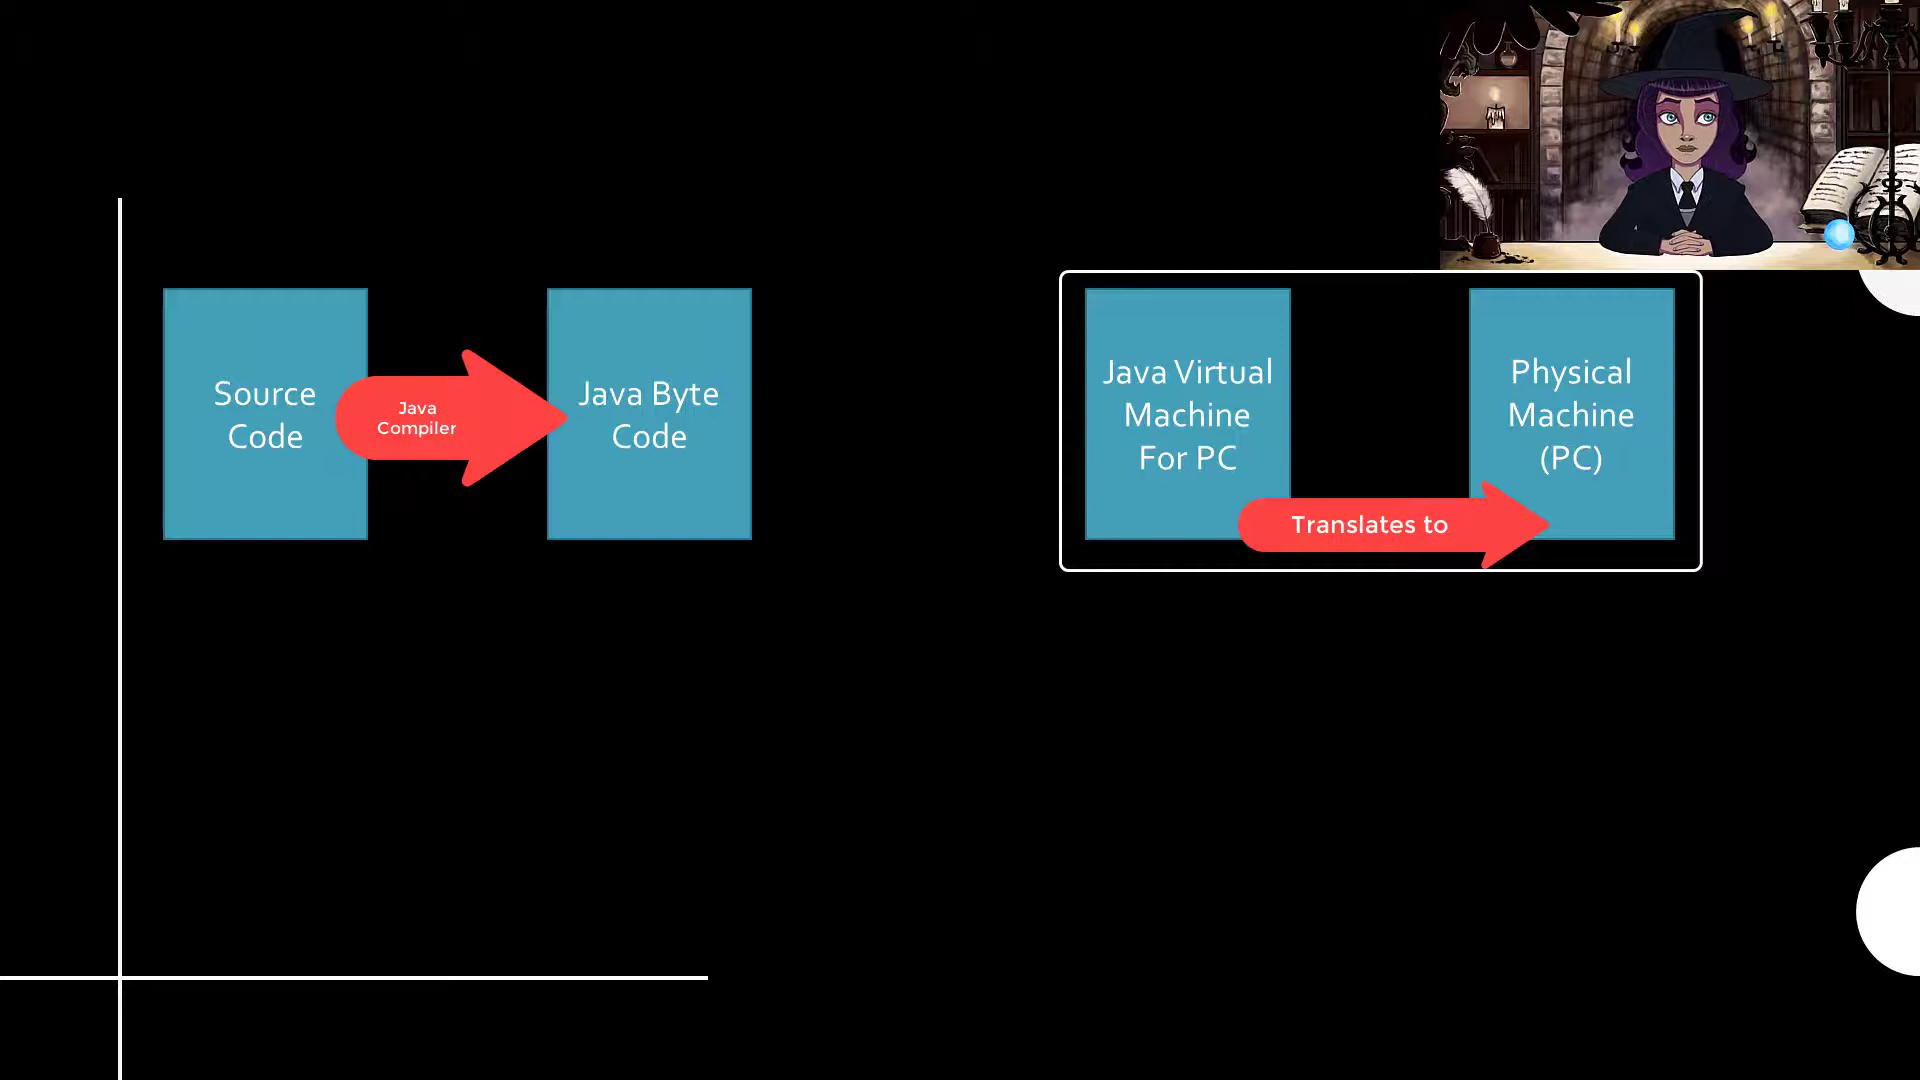 Source
Code
Java
Compiler
Java Byte
Code
Java Virtual
Machine
For PC
Physical
Machine
(PC)
Translates to